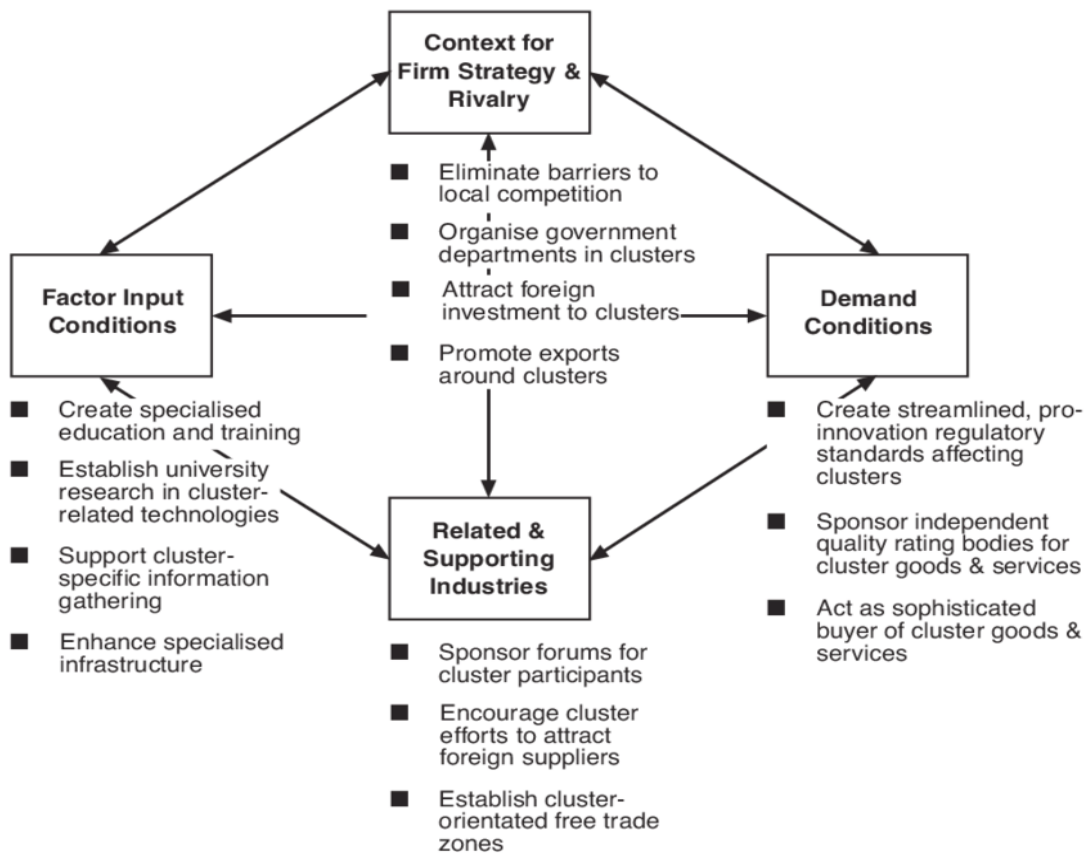 Context for
Firm Strategy &
Rivalry
■ Eliminate barriers to
local competition
■ Organise government
departments in clusters
■ Attract foreign
investment to clusters
■ Promote exports
around clusters
Factor Input
Conditions
■ Create specialised
education and training
■ Establish university
research in cluster-
related technologies
■ Support cluster-
specific information
gathering
■ Enhance specialised
infrastructure
Demand
Conditions
■ Create streamlined, pro-
innovation regulatory
standards affecting
clusters
■ Sponsor independent
quality rating bodies for
cluster goods & services
■ Act as sophisticated
buyer of cluster goods &
services
Related &
Supporting
Industries
■ Sponsor forums for
cluster participants
■ Encourage cluster
efforts to attract
foreign suppliers
■ Establish cluster-
orientated free trade
zones